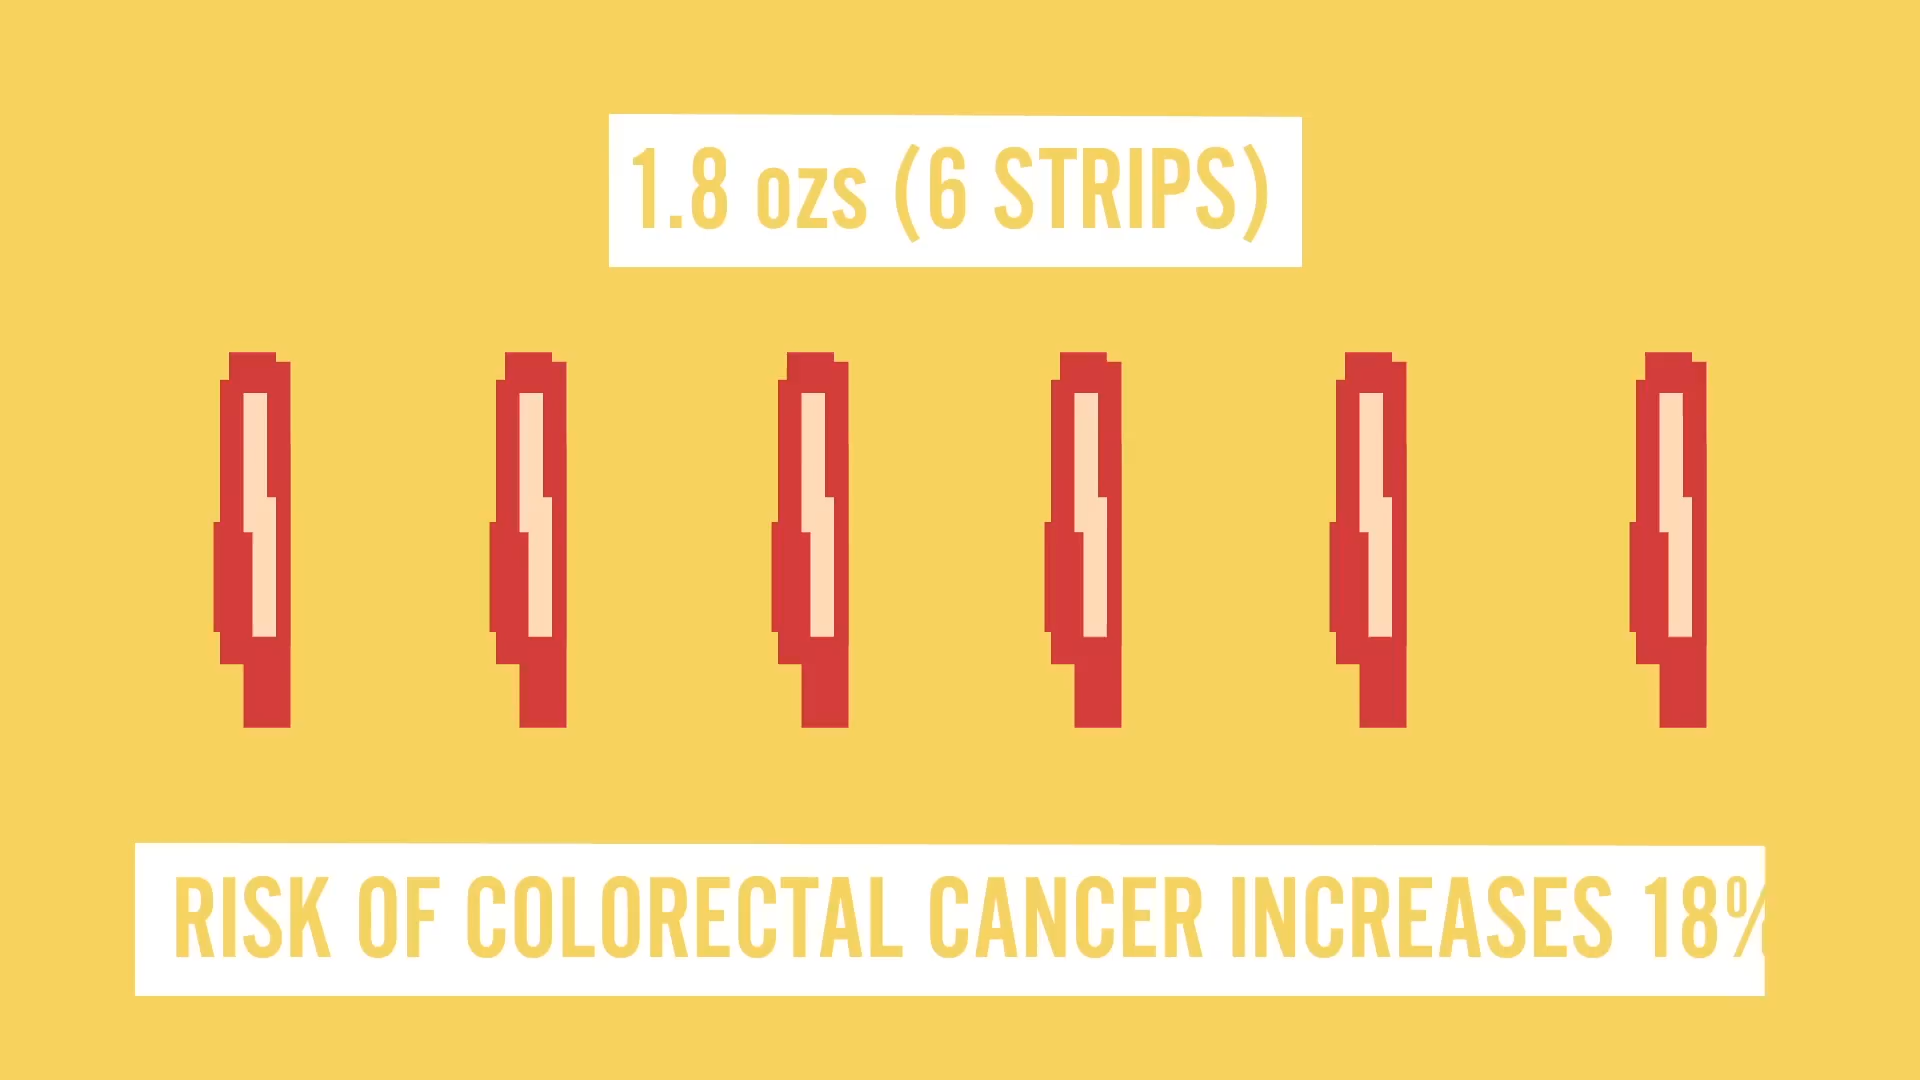 1.8 ozs (6 STRIPS)
RISK OF COLORECTAL CANCER INCREASES 18%